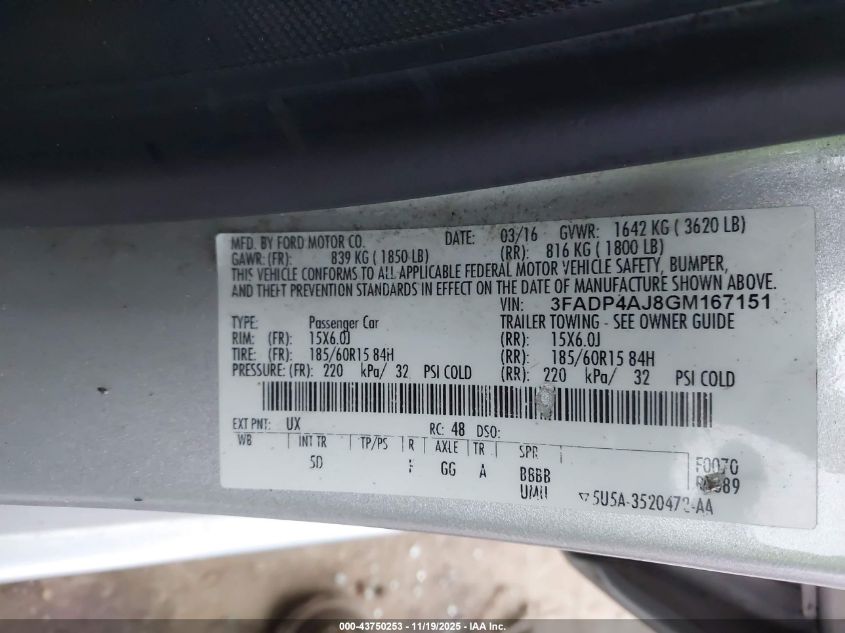 MFD. BY FORD MOTOR CO. DATE: 03/16 GVWR: 1642 KG ( 3620 LB)
GAWR: (FR): 839 KG ( 1850 LB) (RR): 816 KG ( 1800 LB)
THIS VEHICLE CONFORMS TO ALL APPLICABLE FEDERAL MOTOR VEHICLE SAFETY, BUMPER,
AND THEFT PREVENTION STANDARDS IN EFFECT ON THE DATE OF MANUFACTURE SHOWN ABOVE.
VIN: 3FADP4AJ8GM167151
TYPE: Passenger Car TRAILER TOWING - SEE OWNER GUIDE
RIM: (FR): 15X6.0J (RR): 15X6.0J
TIRE: (FR): 185/60R15 84H (RR): 185/60R15 84H
PRESSURE: (FR): 220 kPa/ 32 PSI COLD (RR): 220 kPa/ 32 PSI COLD
EXT PNT: UX RC: 48 DSO:
WB INT TR TP/PS R AXLE TR SPR
5D GG A BBBB F0070
UMU
▽5U5A-3520472-AA
000-43750253 - 11/19/2025 - IAA Inc.